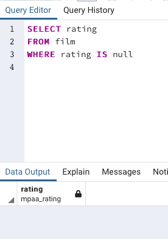 Query Editor Query History
1 SELECT rating
2 FROM film
3 WHERE rating IS null
4
Data Output Explain Messages
rating
mpaa_rating